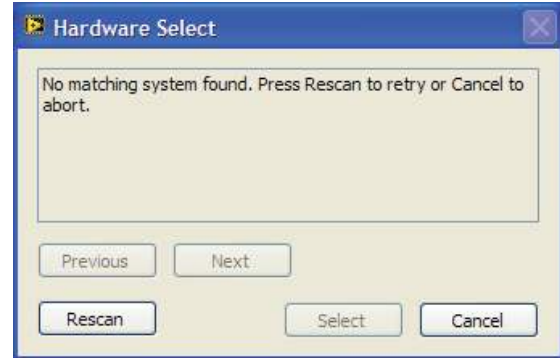 Hardware Select
No matching system found. Press Rescan to retry or Cancel to
abort.
Previous
Next
Rescan
Select
Cancel